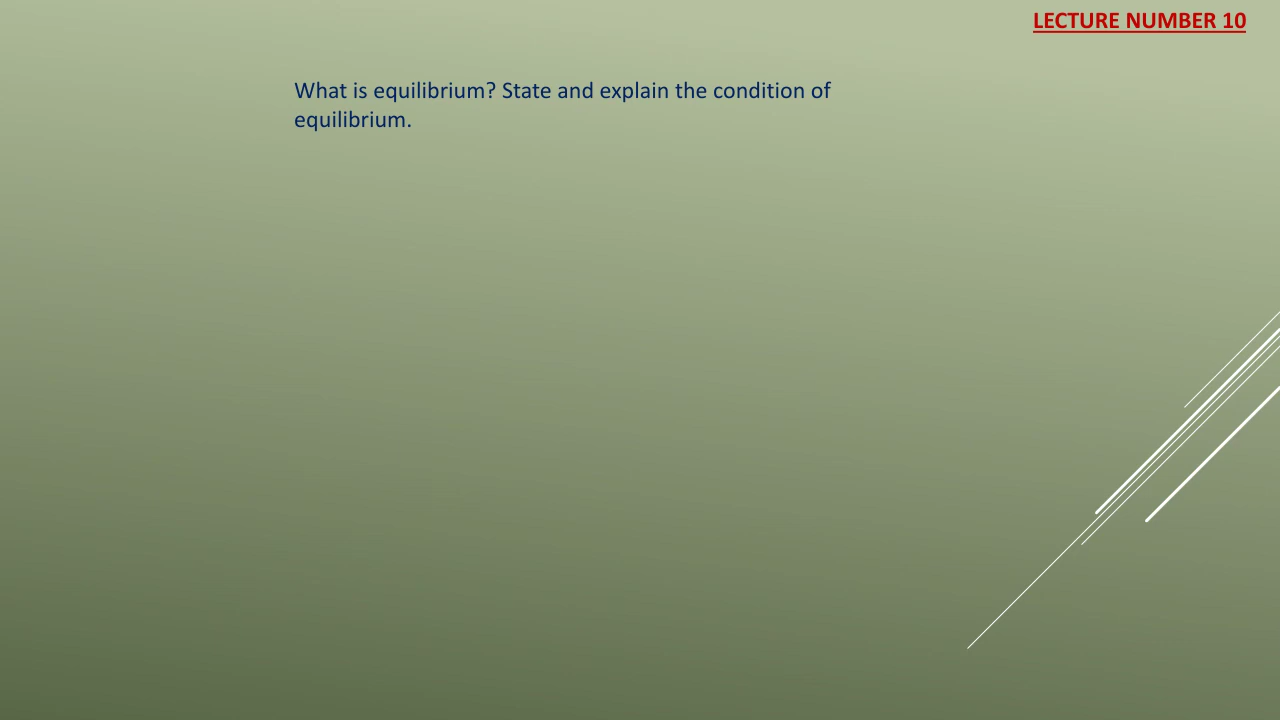 LECTURE NUMBER 10
What is equilibrium? State and explain the condition of
equilibrium.